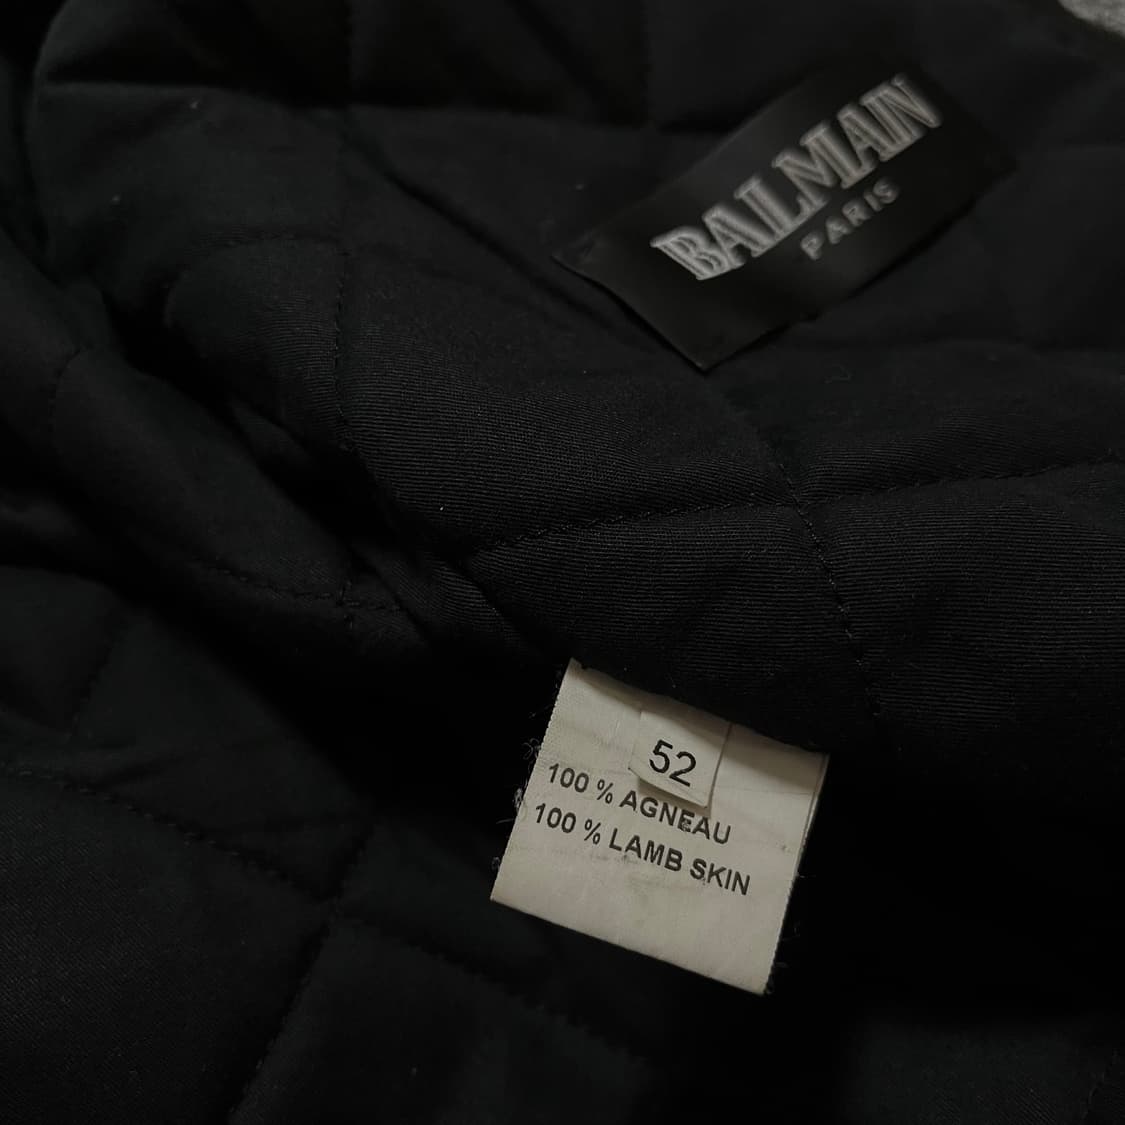 BALMAIN
PARIS
52
100 % AGNEAU
100 % LAMB SKIN